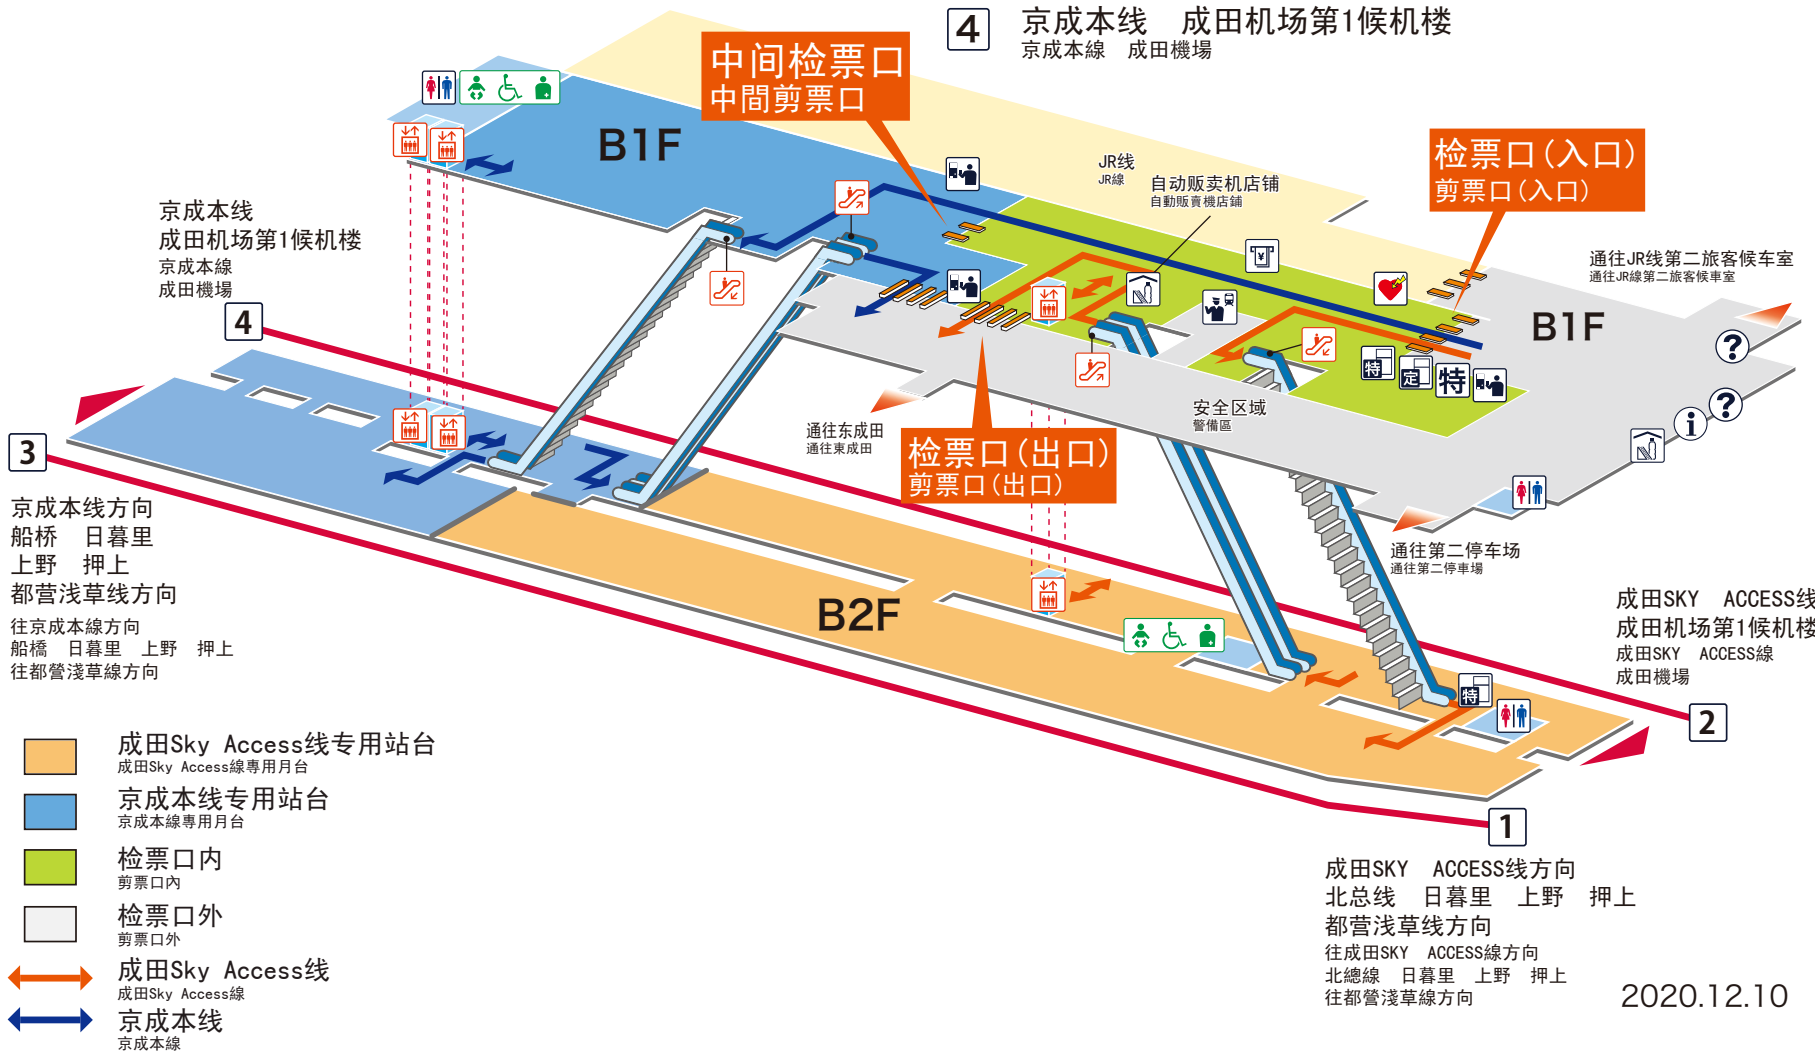 4
京成本线　成田机场第1候机楼
京成本線　成田機場
中间检票口
中間剪票口
B1F
JR线
JR線
自动贩卖机店铺
自動販賣機店鋪
检票口(入口)
剪票口(入口)
通往JR线第二旅客候车室
通往JR線第二旅客候車室
B1F
京成本线
成田机场第1候机楼
京成本線
成田機場
4
特
定
特
?
?
i
安全区域
警備區
通往东成田
通往東成田
检票口(出口)
剪票口(出口)
3
京成本线方向
船桥　日暮里
上野　押上
都营浅草线方向
往京成本線方向
船橋　日暮里　上野　押上
往都營淺草線方向
通往第二停车场
通往第二停車場
B2F
特
成田SKY　ACCESS线
成田机场第1候机楼
成田SKY　ACCESS線
成田機場
2
1
成田SKY　ACCESS线方向
北总线　日暮里　上野　押上
都营浅草线方向
往成田SKY　ACCESS線方向
北總線　日暮里　上野　押上
往都營淺草線方向
成田Sky Access线专用站台
成田Sky Access線專用月台
京成本线专用站台
京成本線專用月台
检票口内
剪票口內
检票口外
剪票口外
成田Sky Access线
成田Sky Access線
京成本线
京成本線
2020.12.10